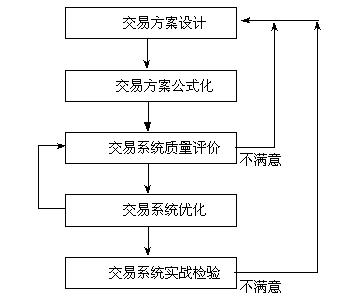 交易方案设计
交易方案公式化
交易系统质量评价
不满意
交易系统优化
交易系统实战检验
不满意